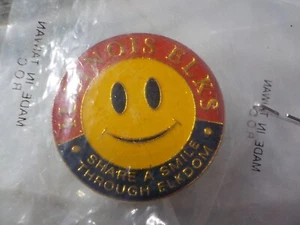 ILLINOIS ELKS
• SHARE A SMILE •
THROUGH ELKDOM
MADE IN TAIWAN
R O C
MADE IN TAIWAN
R O C